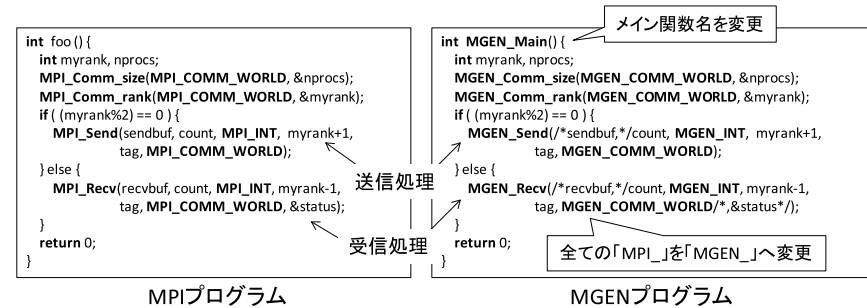 メイン関数名を変更
int foo () {
int myrank, nprocs;
MPI_Comm_size(MPI_COMM_WORLD, &nprocs);
MPI_Comm_rank(MPI_COMM_WORLD, &myrank);
if ( (myrank%2) == 0 ) {
MPI_Send(sendbuf, count, MPI_INT, myrank+1,
tag, MPI_COMM_WORLD);
} else {
MPI_Recv(recvbuf, count, MPI_INT, myrank-1,
tag, MPI_COMM_WORLD, &status);
}
return 0;
}
MPIプログラム
送信処理
受信処理
int MGEN_Main() {
int myrank, nprocs;
MGEN_Comm_size(MGEN_COMM_WORLD, &nprocs);
MGEN_Comm_rank(MGEN_COMM_WORLD, &myrank);
if ( (myrank%2) == 0 ) {
MGEN_Send(/*sendbuf,*/count, MGEN_INT, myrank+1,
tag, MGEN_COMM_WORLD);
} else {
MGEN_Recv(/*recvbuf,*/count, MGEN_INT, myrank-1,
tag, MGEN_COMM_WORLD/*,&status*/);
}
return 0;
}
全ての「MPI_」を「MGEN_」へ変更
MGENプログラム